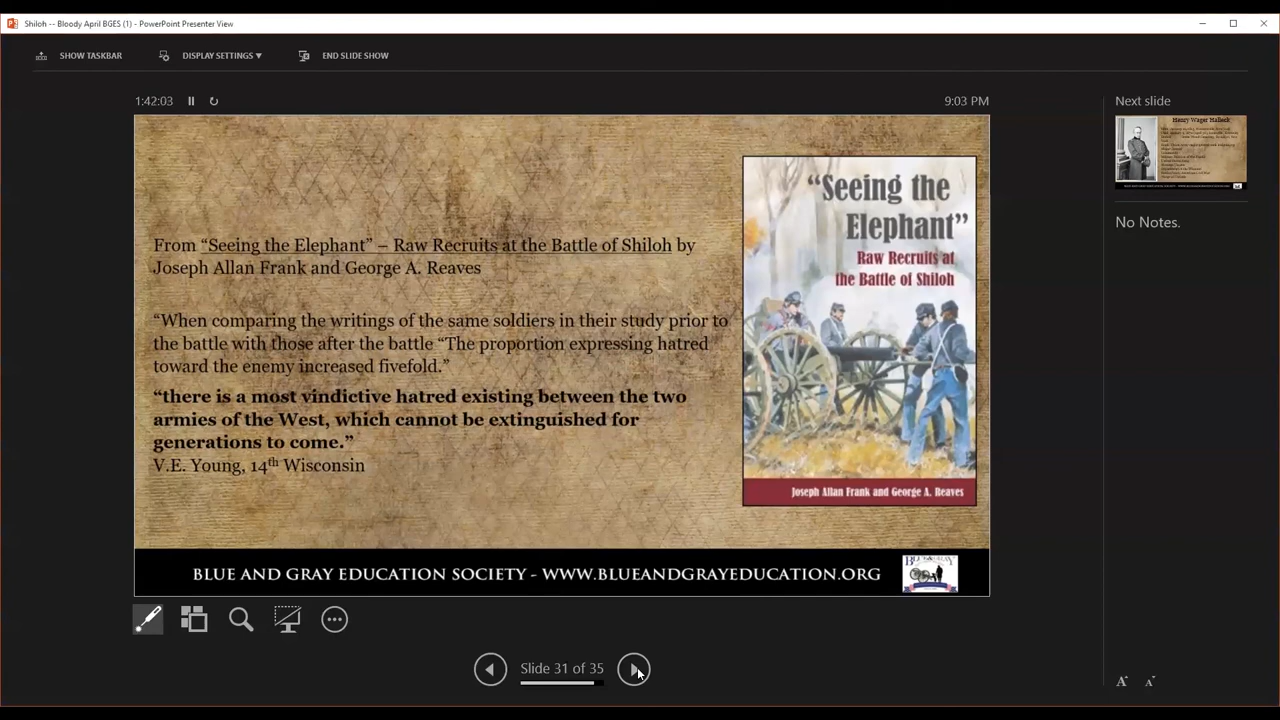 Shiloh -- Bloody April BGES (1) - PowerPoint Presenter View
SHOW TASKBAR
DISPLAY SETTINGS ▾
END SLIDE SHOW
1:42:03
9:03 PM
From “Seeing the Elephant” – Raw Recruits at the Battle of Shiloh by
Joseph Allan Frank and George A. Reaves
“When comparing the writings of the same soldiers in their study prior to
the battle with those after the battle “The proportion expressing hatred
toward the enemy increased fivefold.”
“there is a most vindictive hatred existing between the two
armies of the West, which cannot be extinguished for
generations to come.”
V.E. Young, 14th Wisconsin
“Seeing the
Elephant”
Raw Recruits at
the Battle of Shiloh
Joseph Allan Frank and George A. Reaves
BLUE AND GRAY EDUCATION SOCIETY - WWW.BLUEANDGRAYEDUCATION.ORG
BLUE & GRAY
Slide 31 of 35
Next slide
Henry Wager Halleck
No Notes.
A A